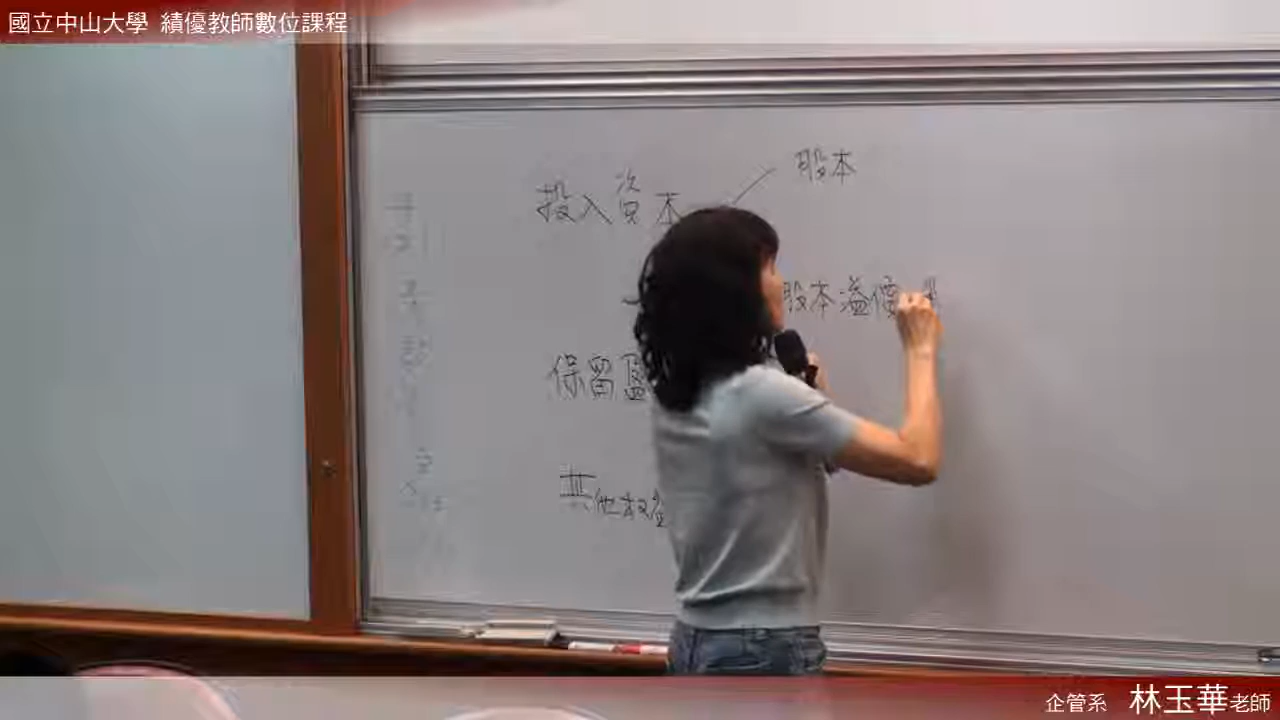 國立中山大學 績優教師數位課程
股本
投入資本
股本溢價
保留盈
其他權益
企管系 林玉華老師